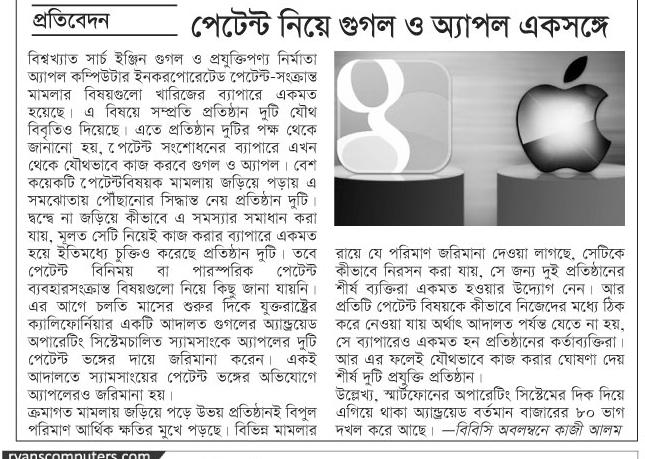 প্রতিবেদন
পেটেন্ট নিয়ে গুগল ও অ্যাপল একসঙ্গে
বিশ্বখ্যাত সার্চ ইঞ্জিন গুগল ও প্রযুক্তিপণ্য নির্মাতা
অ্যাপল কম্পিউটার ইনকরপোরেটেড পেটেন্ট-সংক্রান্ত
মামলার বিষয়গুলো খারিজের ব্যাপারে একমত
হয়েছে। এ বিষয়ে সম্প্রতি প্রতিষ্ঠান দুটি যৌথ
বিবৃতিও দিয়েছে। এতে প্রতিষ্ঠান দুটির পক্ষ থেকে
জানানো হয়, পেটেন্ট সংশোধনের ব্যাপারে এখন
থেকে যৌথভাবে কাজ করবে গুগল ও অ্যাপল। বেশ
কয়েকটি পেটেন্টবিষয়ক মামলায় জড়িয়ে পড়ায় এ
সমঝোতায় পৌঁছানোর সিদ্ধান্ত নেয় প্রতিষ্ঠান দুটি।
দ্বন্দ্বে না জড়িয়ে কীভাবে এ সমস্যার সমাধান করা
যায়, মূলত সেটি নিয়েই কাজ করার ব্যাপারে একমত
হয়ে ইতিমধ্যে চুক্তিও করেছে প্রতিষ্ঠান দুটি। তবে
পেটেন্ট বিনিময় বা পারস্পরিক পেটেন্ট
ব্যবহারসংক্রান্ত বিষয়গুলো নিয়ে কিছু জানা যায়নি।
এর আগে চলতি মাসের শুরুর দিকে যুক্তরাষ্ট্রের
ক্যালিফোর্নিয়ার একটি আদালত গুগলের অ্যান্ড্রয়েড
অপারেটিং সিস্টেমচালিত স্যামসাংকে অ্যাপলের দুটি
পেটেন্ট ভঙ্গের দায়ে জরিমানা করেন। একই
আদালতে স্যামসাংয়ের পেটেন্ট ভঙ্গের অভিযোগে
অ্যাপলেরও জরিমানা হয়।
ক্রমাগত মামলায় জড়িয়ে পড়ে উভয় প্রতিষ্ঠানই বিপুল
পরিমাণ আর্থিক ক্ষতির মুখে পড়ছে। বিভিন্ন মামলার
রায়ে যে পরিমাণ জরিমানা দেওয়া লাগছে, সেটিকে
কীভাবে নিরসন করা যায়, সে জন্য দুই প্রতিষ্ঠানের
শীর্ষ ব্যক্তিরা একমত হওয়ার উদ্যোগ নেন। আর
প্রতিটি পেটেন্ট বিষয়কে কীভাবে নিজেদের মধ্যে ঠিক
করে নেওয়া যায় অর্থাৎ আদালত পর্যন্ত যেতে না হয়,
সে ব্যাপারেও একমত হন প্রতিষ্ঠানের কর্তাব্যক্তিরা।
আর এর ফলেই যৌথভাবে কাজ করার ঘোষণা দেয়
শীর্ষ দুটি প্রযুক্তি প্রতিষ্ঠান।
উল্লেখ্য, স্মার্টফোনের অপারেটিং সিস্টেমের দিক দিয়ে
এগিয়ে থাকা অ্যান্ড্রয়েড বর্তমান বাজারের ৮০ ভাগ
দখল করে আছে। —বিবিসি অবলম্বনে কাজী আলম
ryanscomputers.com